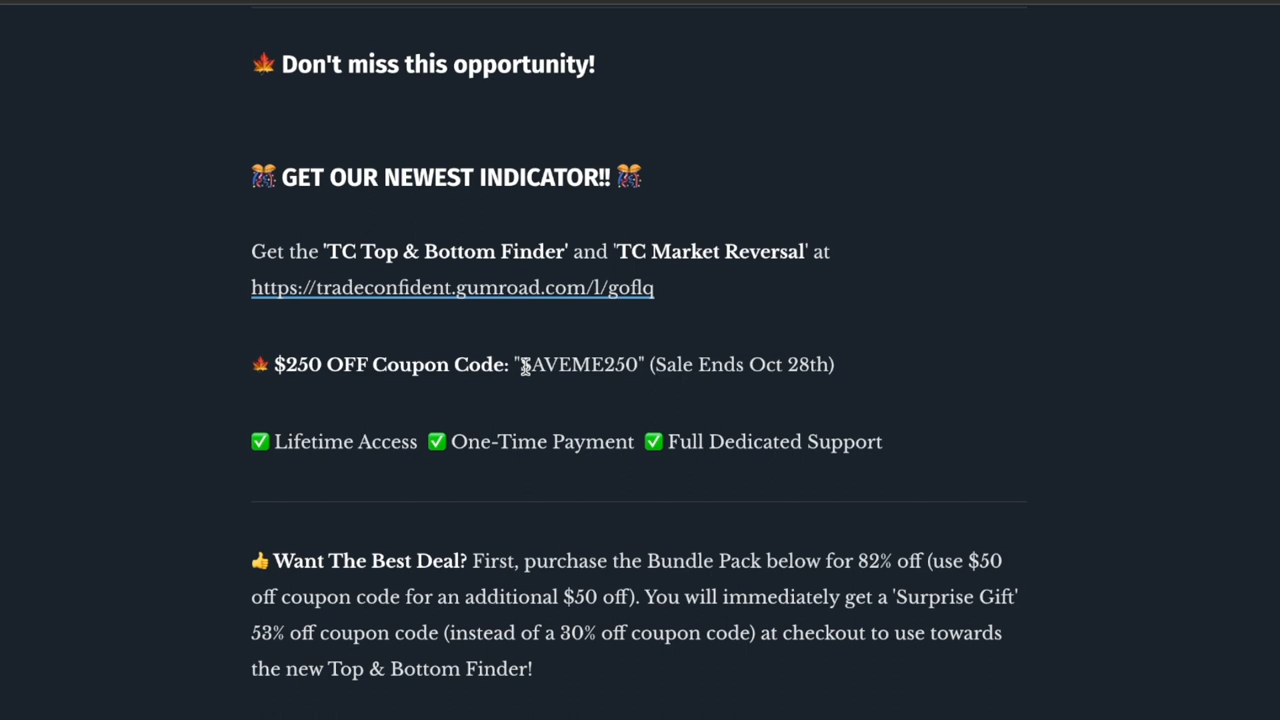 Don't miss this opportunity!
GET OUR NEWEST INDICATOR!!
Get the 'TC Top & Bottom Finder' and 'TC Market Reversal' at
https://tradeconfident.gumroad.com/l/goflq
$250 OFF Coupon Code: "SAVEME250" (Sale Ends Oct 28th)
Lifetime Access One-Time Payment Full Dedicated Support
Want The Best Deal? First, purchase the Bundle Pack below for 82% off (use $50
off coupon code for an additional $50 off). You will immediately get a 'Surprise Gift'
53% off coupon code (instead of a 30% off coupon code) at checkout to use towards
the new Top & Bottom Finder!